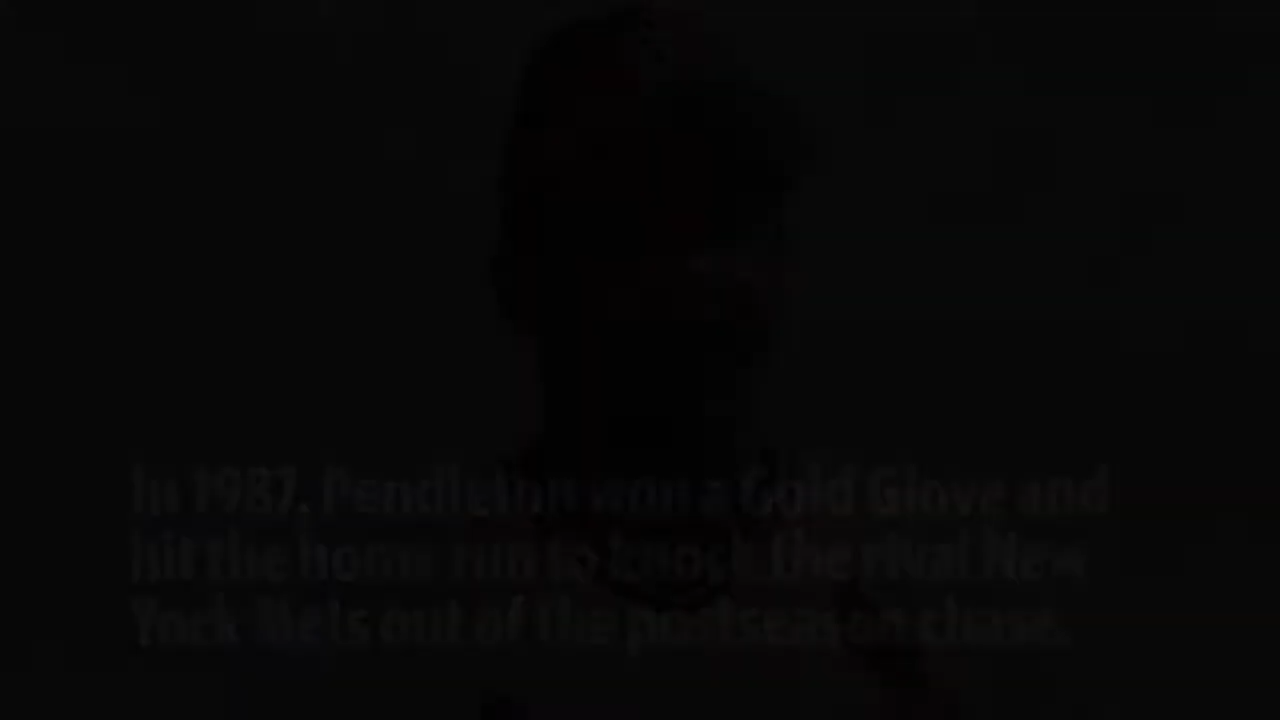 In 1987, Pendleton won a Gold Glove and
hit the home run to knock the rival New
York Mets out of the postseason chase.